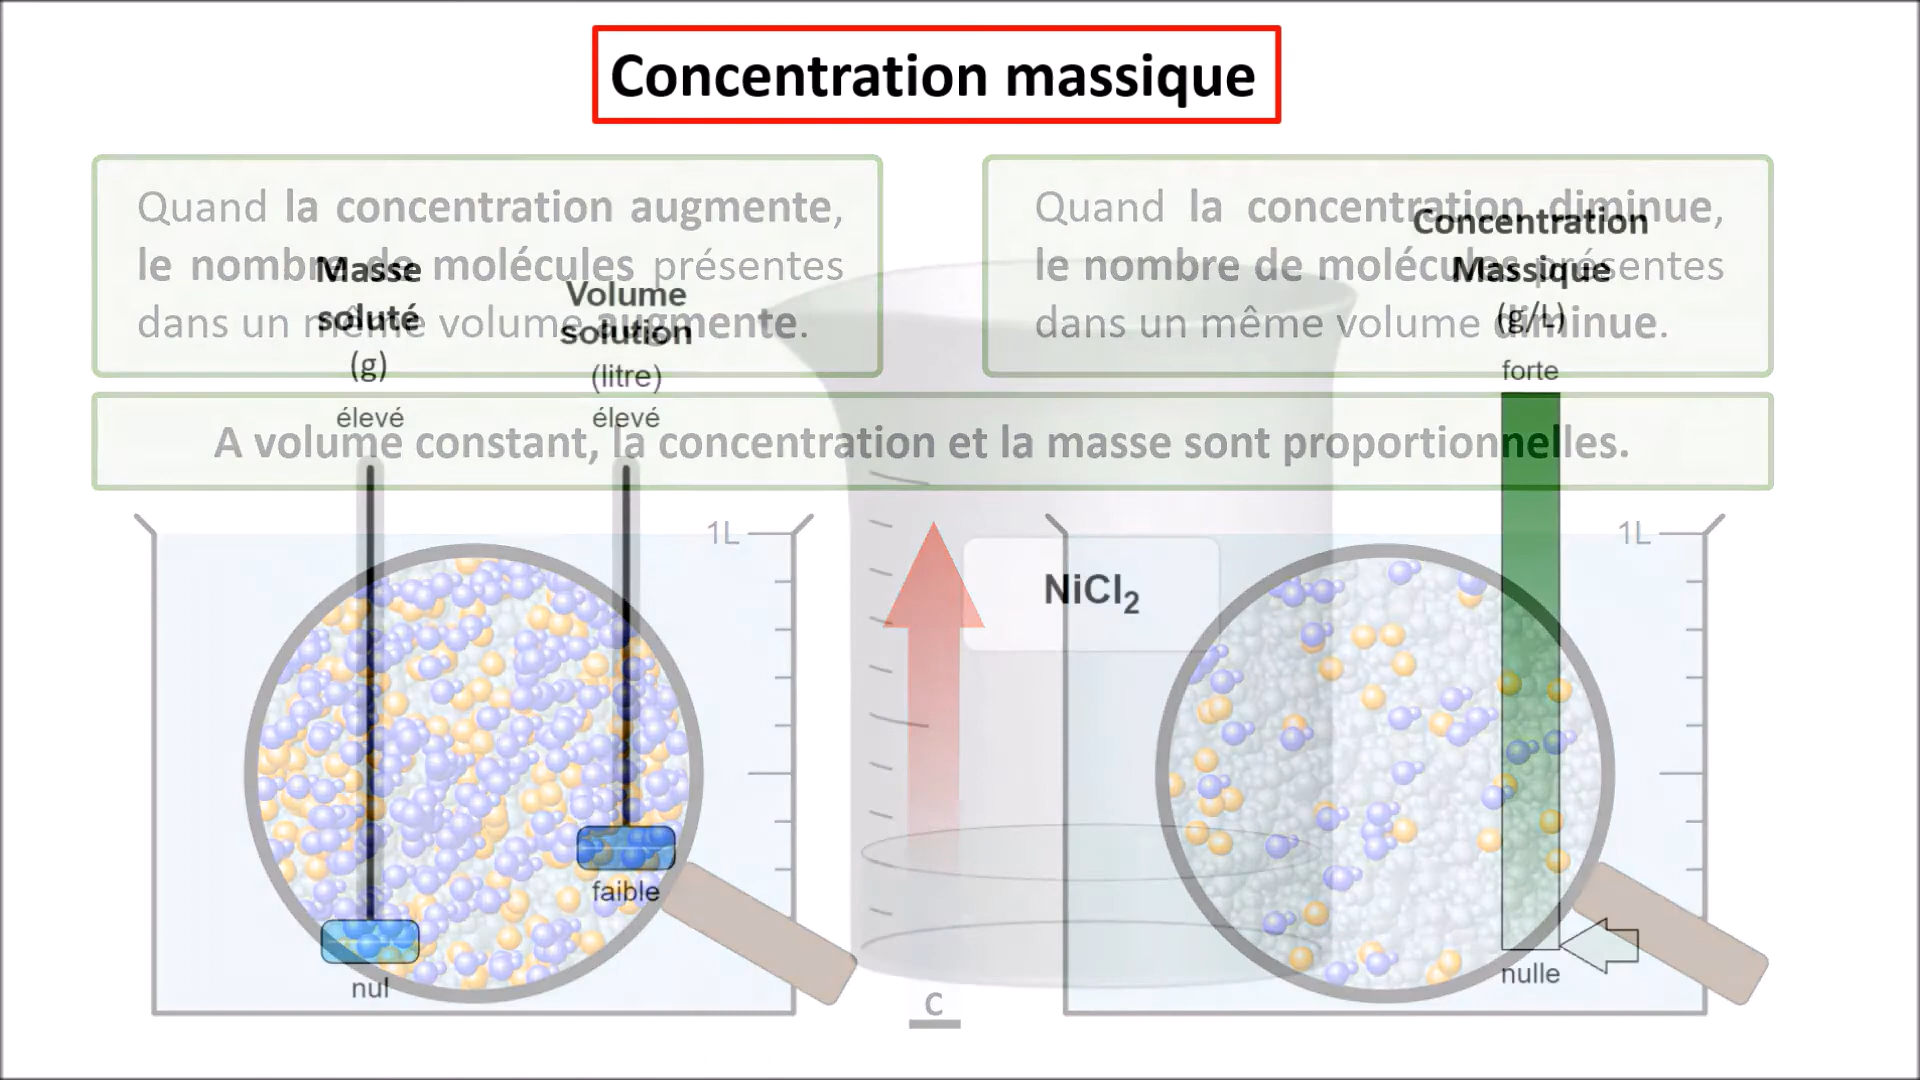 Concentration massique
Quand la concentration augmente,
le nombre de molécules présentes
dans un même volume augmente.
Quand la concentration diminue,
le nombre de molécules présentes
dans un même volume diminue.
Masse
soluté
(g)
élevé
Volume
solution
(litre)
élevé
Concentration
Massique
(g/L)
forte
A volume constant, la concentration et la masse sont proportionnelles.
1L
1L
NiCl₂
faible
nul
nulle
C